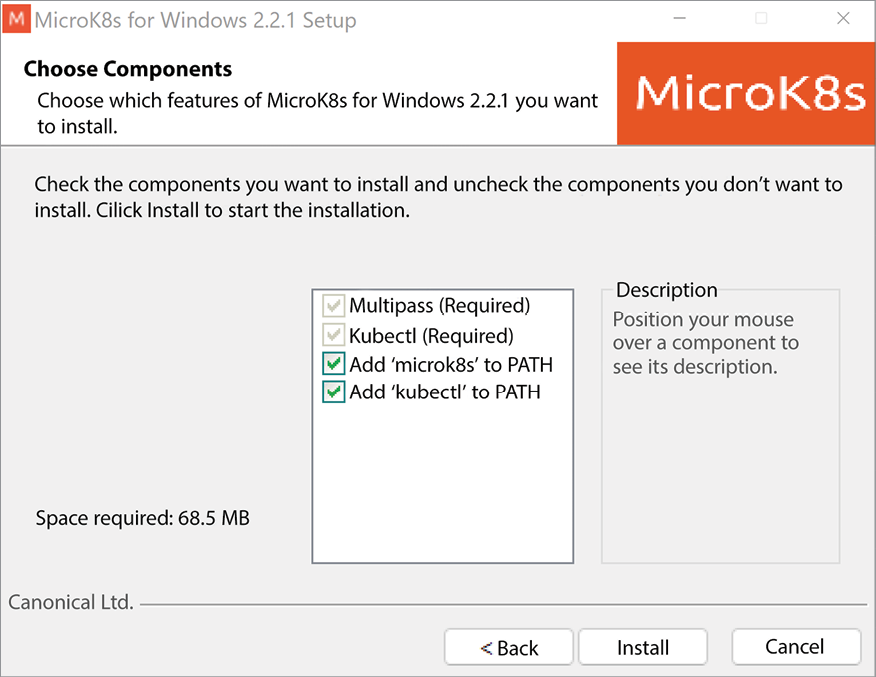 M MicroK8s for Windows 2.2.1 Setup
Choose Components
Choose which features of MicroK8s for Windows 2.2.1 you want
to install.
MicroK8s
Check the components you want to install and uncheck the components you don’t want to
install. Cilick Install to start the installation.
Multipass (Required)
Kubectl (Required)
Add ‘microk8s’ to PATH
Add ‘kubectl’ to PATH
Description
Position your mouse
over a component to
see its description.
Space required: 68.5 MB
Canonical Ltd.
< Back
Install
Cancel